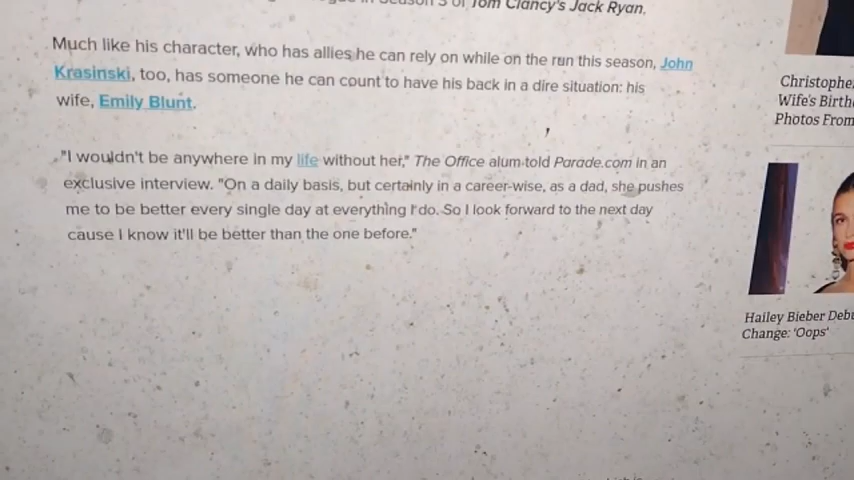 Season 3 of Tom Clancy's Jack Ryan.
Much like his character, who has allies he can rely on while on the run this season, John
Krasinski, too, has someone he can count to have his back in a dire situation: his
wife, Emily Blunt.
"I wouldn't be anywhere in my life without her," The Office alum told Parade.com in an
exclusive interview. "On a daily basis, but certainly in a career-wise, as a dad, she pushes
me to be better every single day at everything I do. So I look forward to the next day
cause I know it'll be better than the one before."
Christophe
Wife's Birth
Photos From
Hailey Bieber Debu
Change: 'Oops'